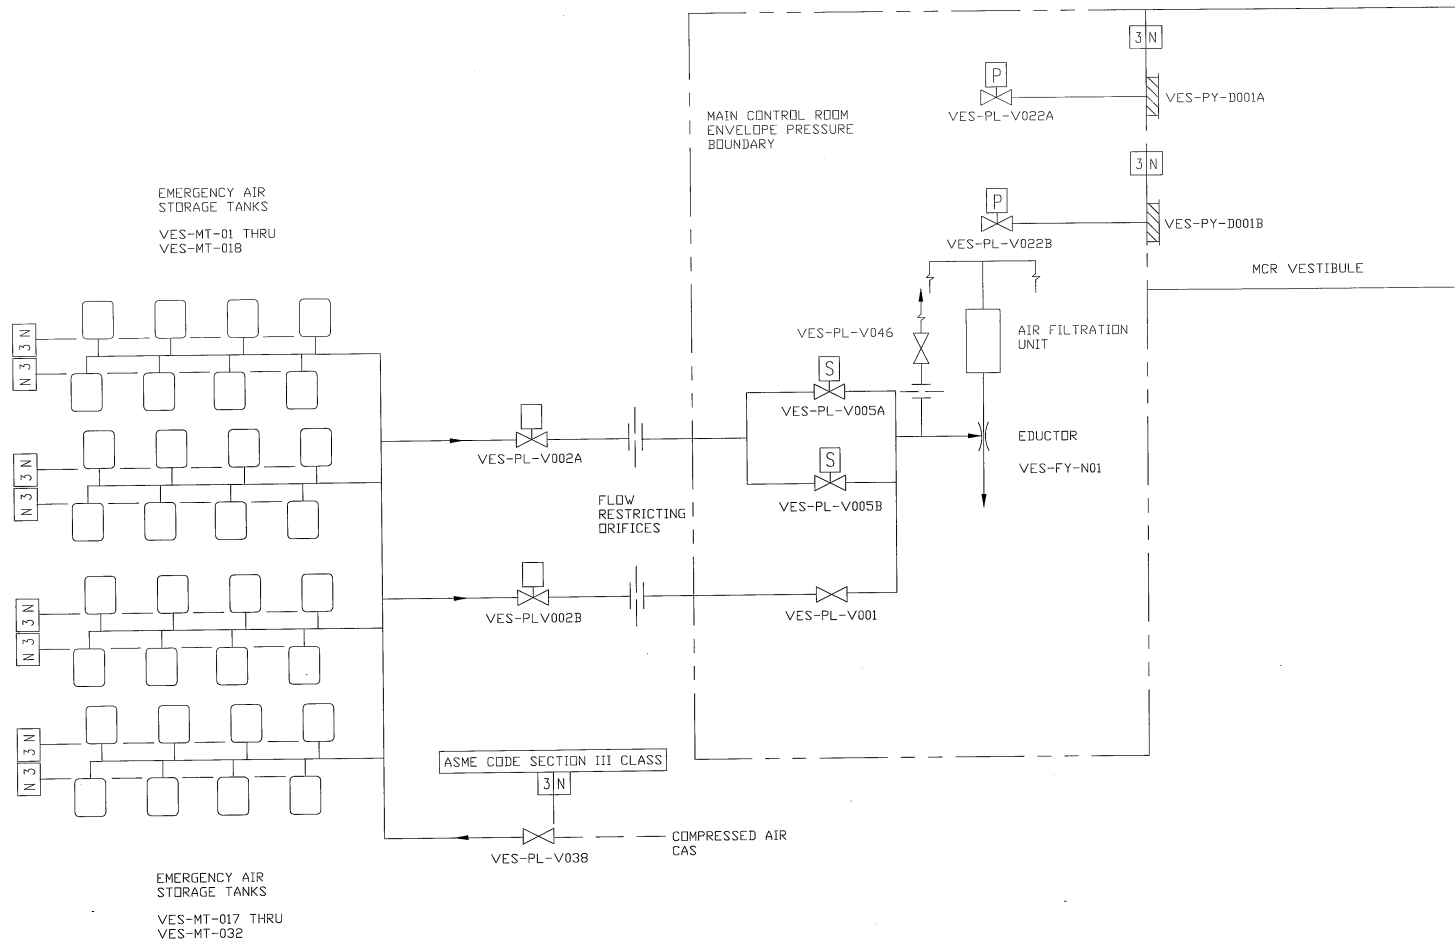 3 N
P
VES-PY-D001A
VES-PL-V022A
MAIN CONTROL ROOM
ENVELOPE PRESSURE
BOUNDARY
3 N
P
VES-PY-D001B
VES-PL-V022B
MCR VESTIBULE
EMERGENCY AIR
STORAGE TANKS
VES-MT-01 THRU
VES-MT-018
N 3 3 N
VES-PL-V046
AIR FILTRATION
UNIT
S
VES-PL-V005A
EDUCTOR
VES-FY-N01
VES-PL-V002A
N 3 3 N
S
VES-PL-V005B
FLOW
RESTRICTING
ORIFICES
N 3 3 N
VES-PLV002B
VES-PL-V001
N 3 3 N
ASME CODE SECTION III CLASS
3 N
COMPRESSED AIR
CAS
VES-PL-V038
EMERGENCY AIR
STORAGE TANKS
VES-MT-017 THRU
VES-MT-032